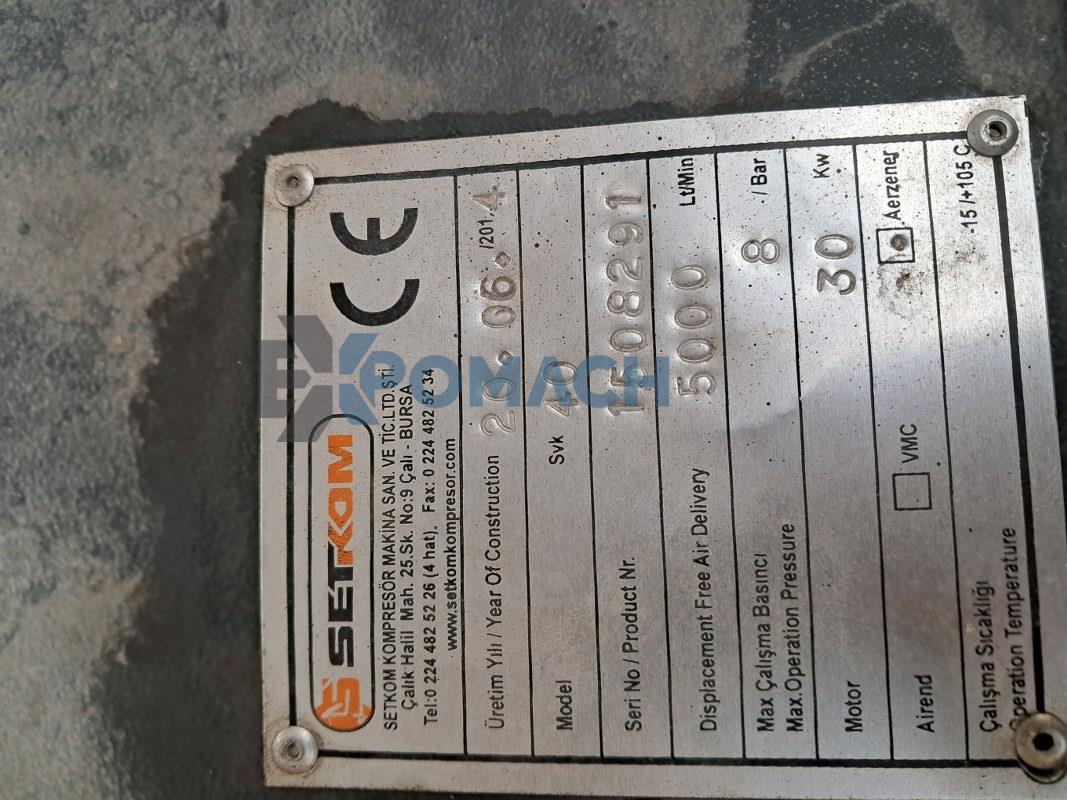 SETKOM
CE
SETKOM KOMPRESÖR MAKİNA SAN. VE TİC.LTD.ŞTİ.
Çalık Halil Mah. 25.Sk. No:9 Çalı - BURSA
Tel:0 224 482 52 26 (4 hat). Fax: 0 224 482 52 34
www.setkomkompresor.com
Üretim Yılı / Year Of Construction 20.06. /2014
Model Svk 40
Seri No / Product Nr. 1508291
Displacement Free Air Delivery 5000 Lt/Min
Max Çalışma Basıncı
Max.Operation Pressure 8 / Bar
Motor 30 Kw
Airend VMC Aerzener
Çalışma Sıcaklığı
Operation Temperature -15 /+105 C
EXPOMACH